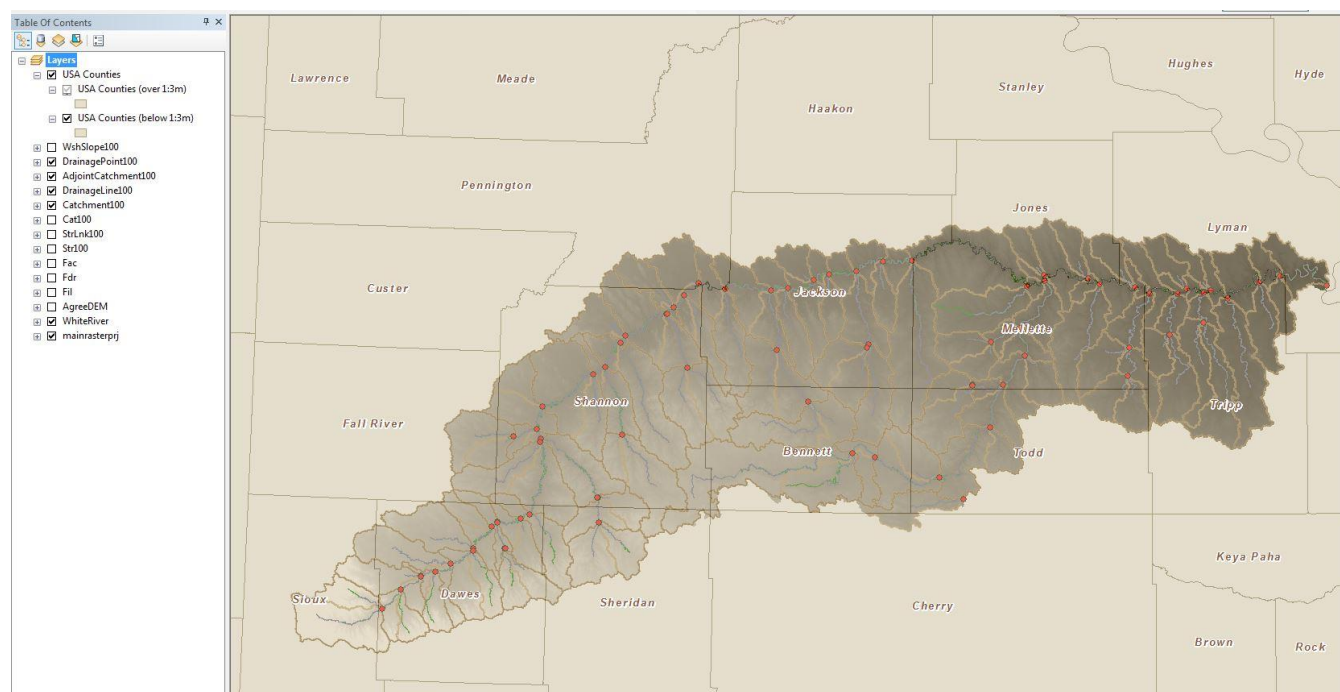 Table Of Contents
Layers
USA Counties
USA Counties (over 1:3m)
USA Counties (below 1:3m)
WshSlope100
DrainagePoint100
AdjointCatchment100
DrainageLine100
Catchment100
Cat100
StrLnk100
Str100
Fac
Fdr
Fil
AgreeDEM
WhiteRiver
mainrasterprj
Lawrence
Meade
Hughes
Hyde
Stanley
Haakon
Pennington
Jones
Lyman
Custer
Jackson
Mellette
Shannon
Tripp
Fall River
Bennett
Todd
Keya Paha
Sioux
Dawes
Sheridan
Cherry
Brown
Rock